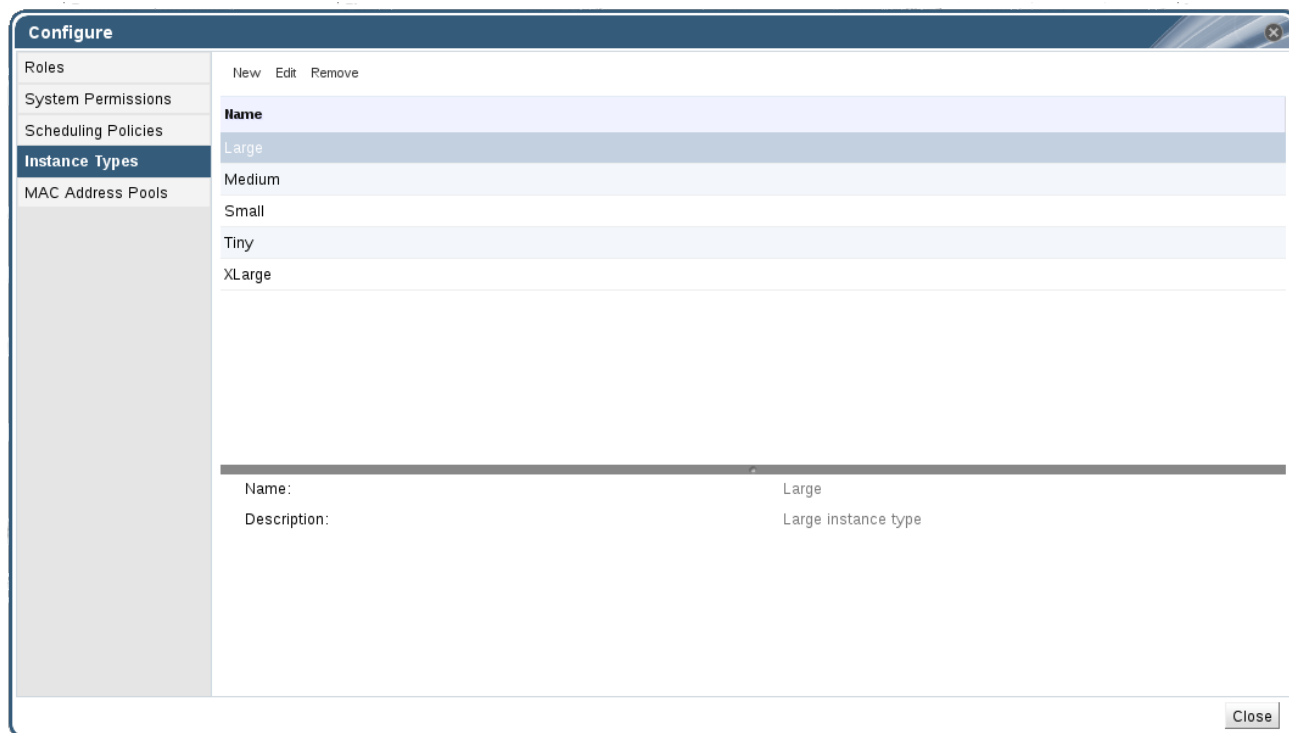 Configure
Roles
System Permissions
Scheduling Policies
Instance Types
MAC Address Pools
New Edit Remove
Name
Large
Medium
Small
Tiny
XLarge
Name: Large
Description: Large instance type
Close